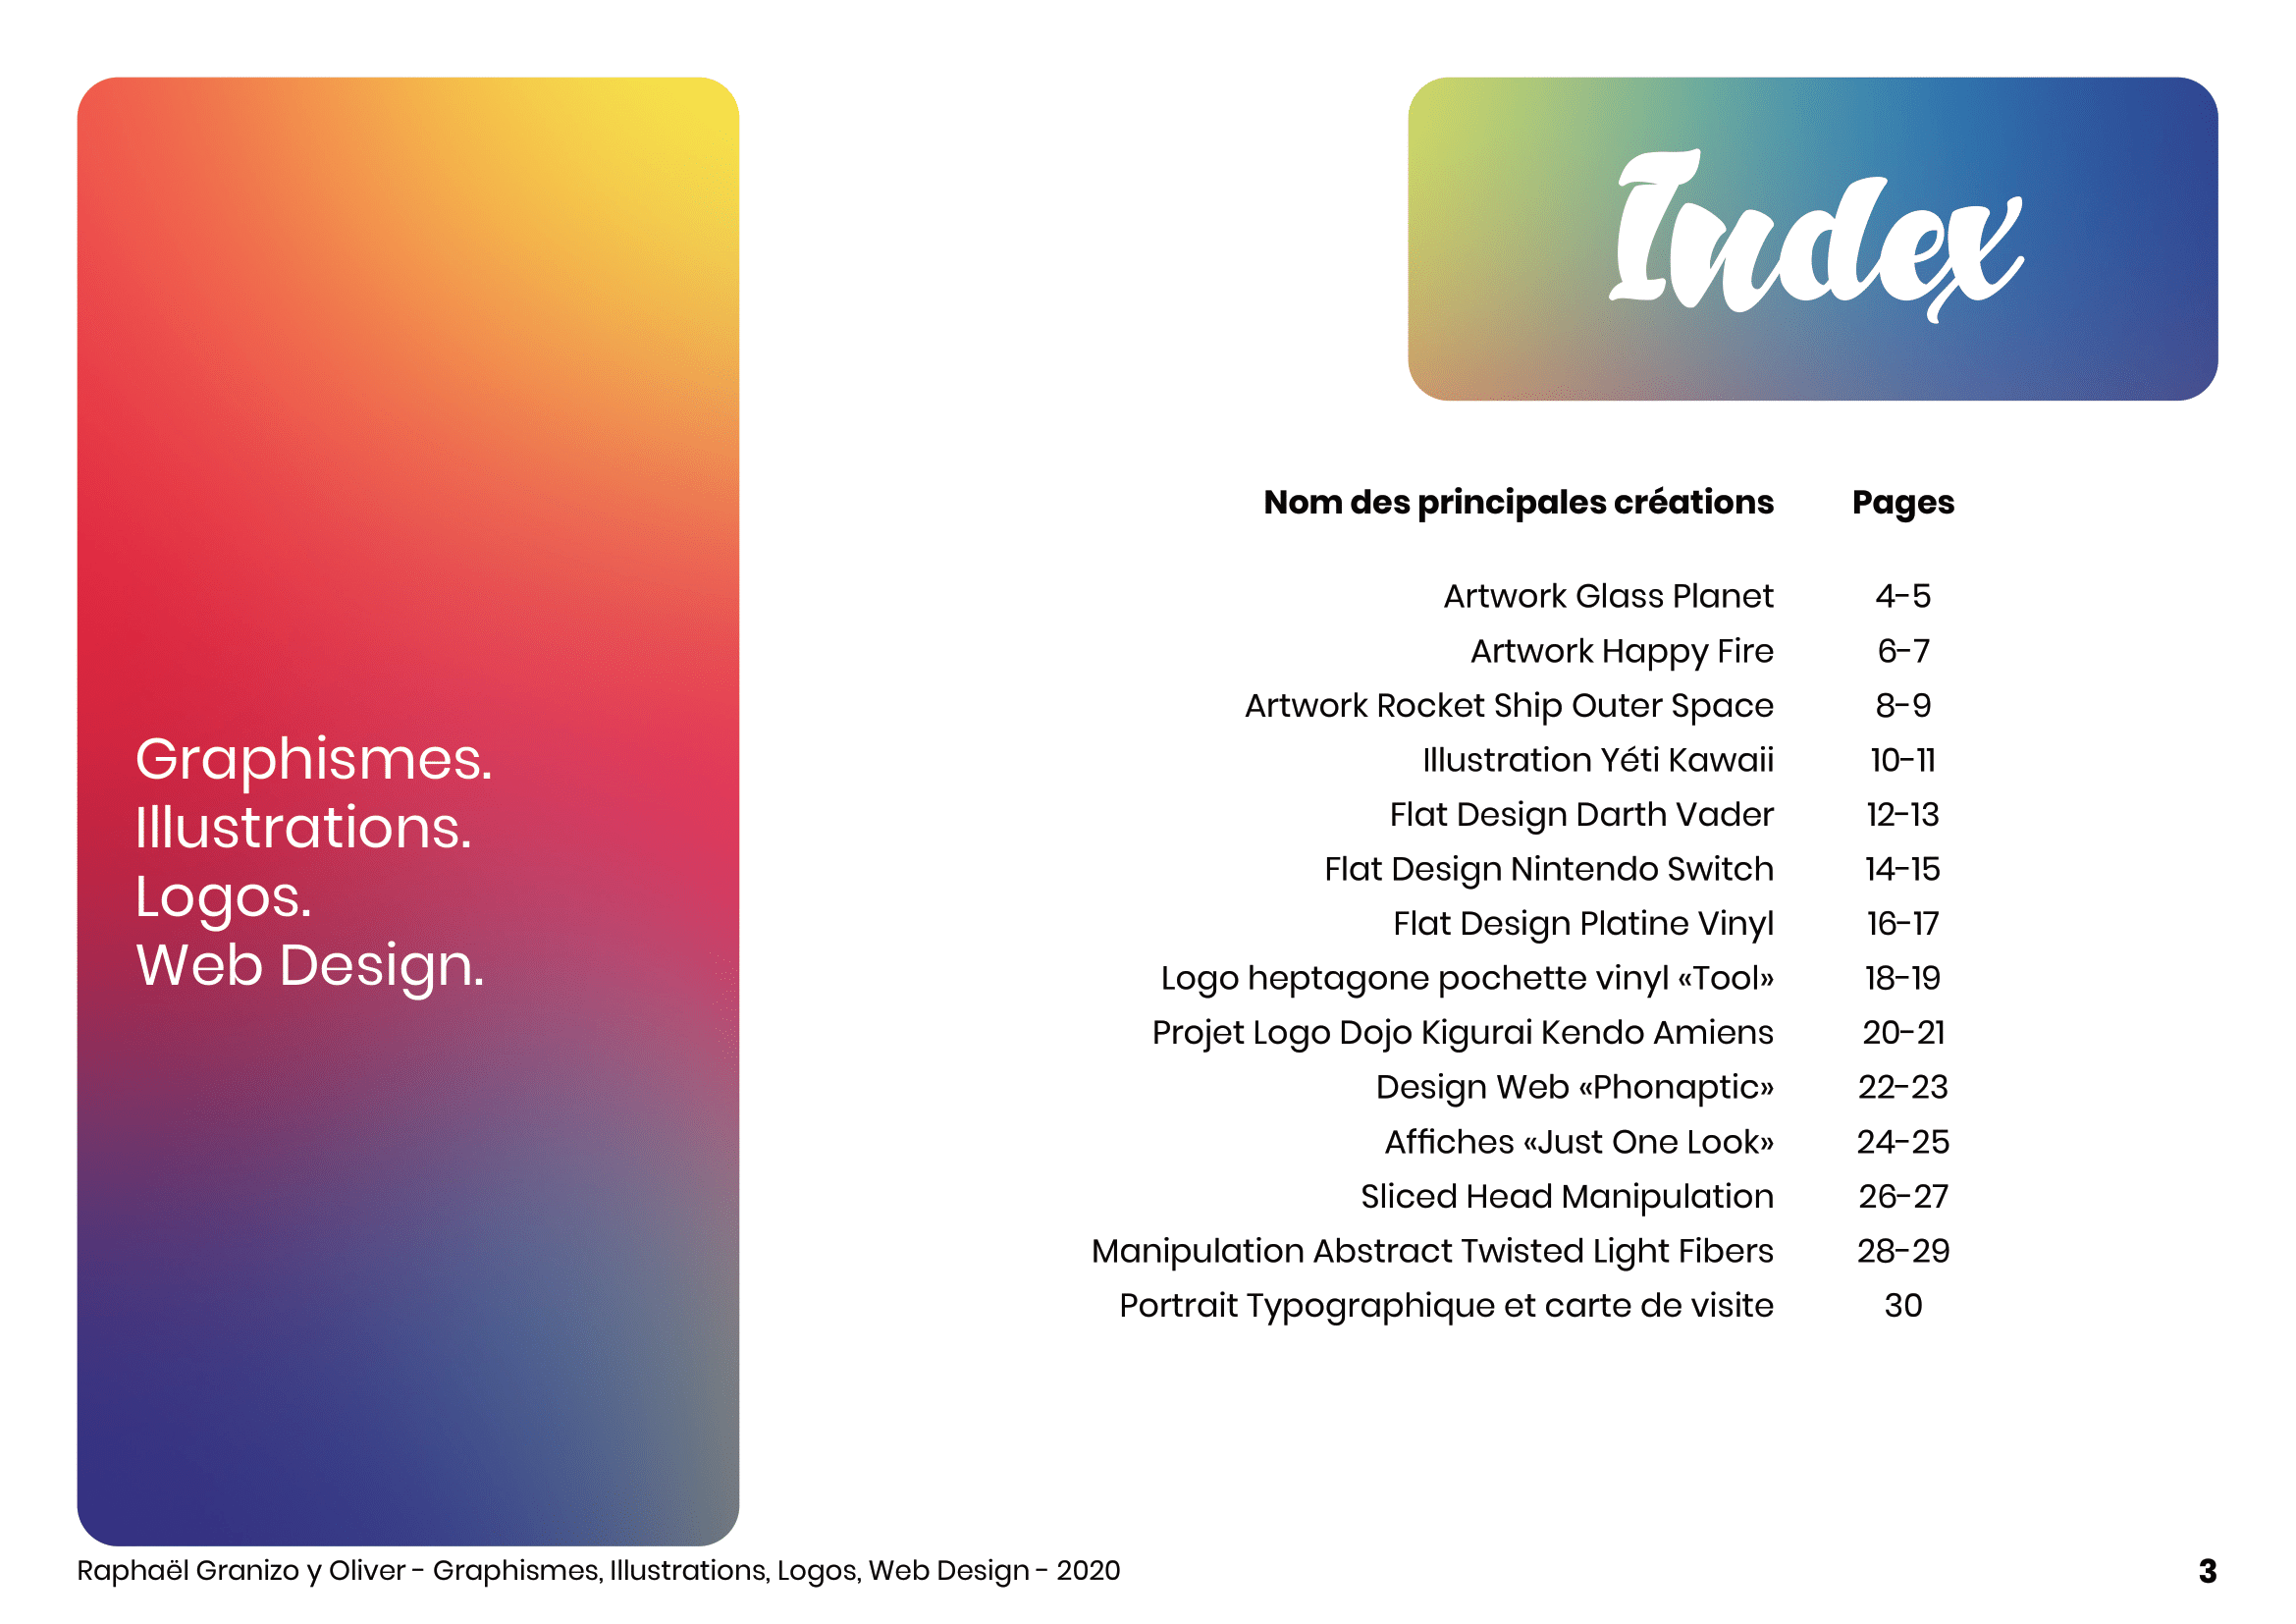 Graphismes.
Illustrations.
Logos.
Web Design.
Index
Nom des principales créations Pages
Artwork Glass Planet 4-5
Artwork Happy Fire 6-7
Artwork Rocket Ship Outer Space 8-9
Illustration Yéti Kawaii 10-11
Flat Design Darth Vader 12-13
Flat Design Nintendo Switch 14-15
Flat Design Platine Vinyl 16-17
Logo heptagone pochette vinyl «Tool» 18-19
Projet Logo Dojo Kigurai Kendo Amiens 20-21
Design Web «Phonaptic» 22-23
Affiches «Just One Look» 24-25
Sliced Head Manipulation 26-27
Manipulation Abstract Twisted Light Fibers 28-29
Portrait Typographique et carte de visite 30
Raphaël Granizo y Oliver - Graphismes, Illustrations, Logos, Web Design - 2020
3